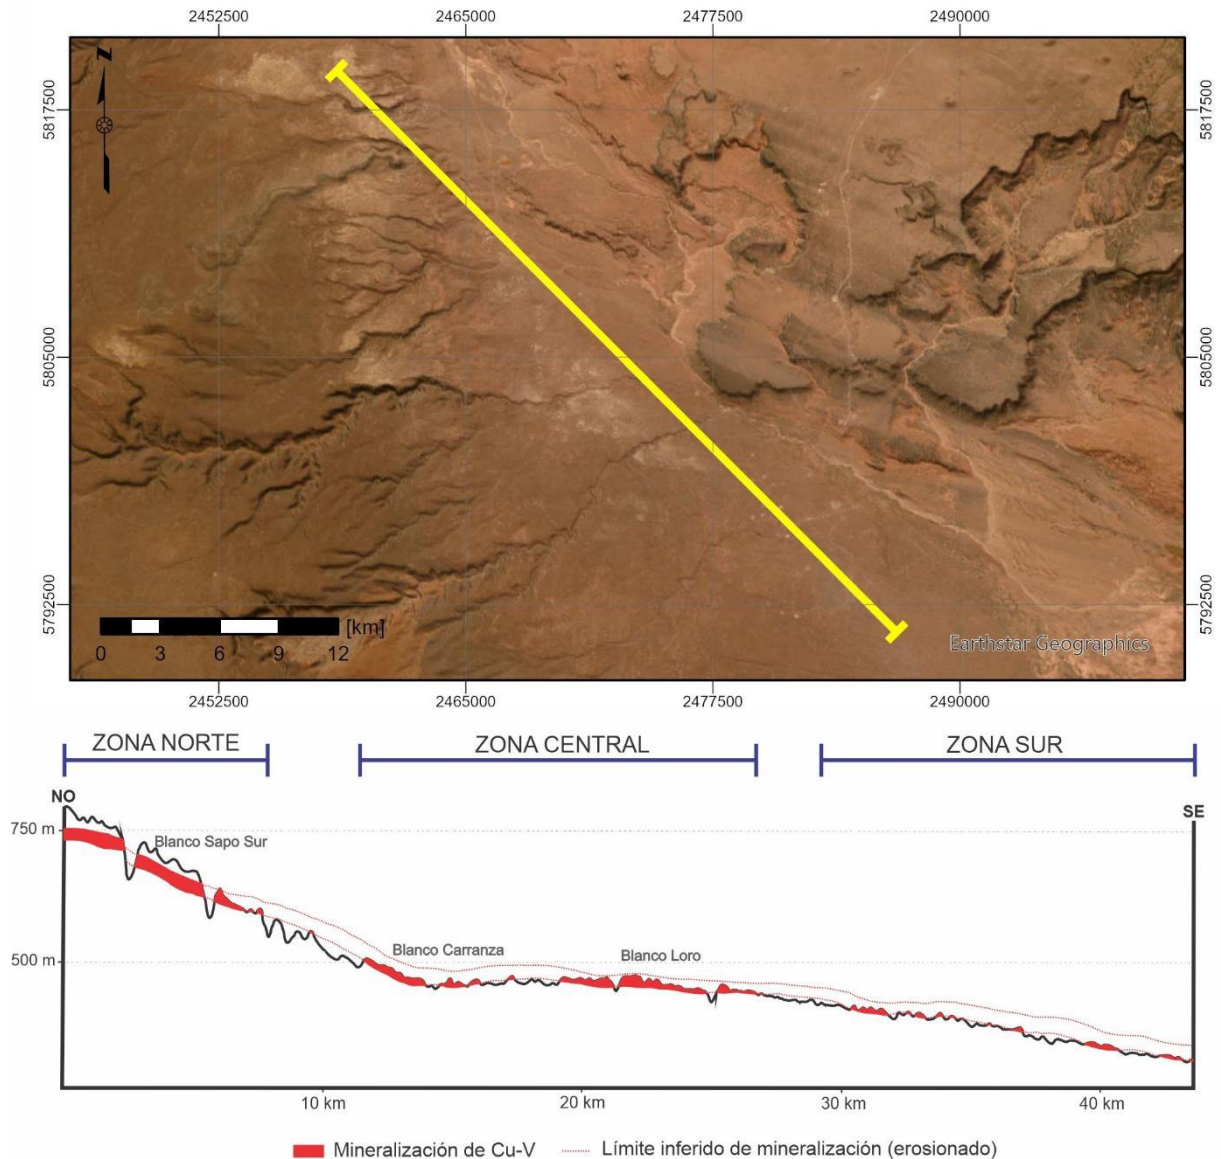 2452500 2465000 2477500 2490000
N
5817500 5817500
5805000 5805000
5792500 5792500
[km]
0 3 6 9 12
Earthstar Geographics
2452500 2465000 2477500 2490000
ZONA NORTE ZONA CENTRAL ZONA SUR
NO SE
750 m
Blanco Sapo Sur
Blanco Carranza Blanco Loro
500 m
10 km 20 km 30 km 40 km
Mineralización de Cu-V Límite inferido de mineralización (erosionado)